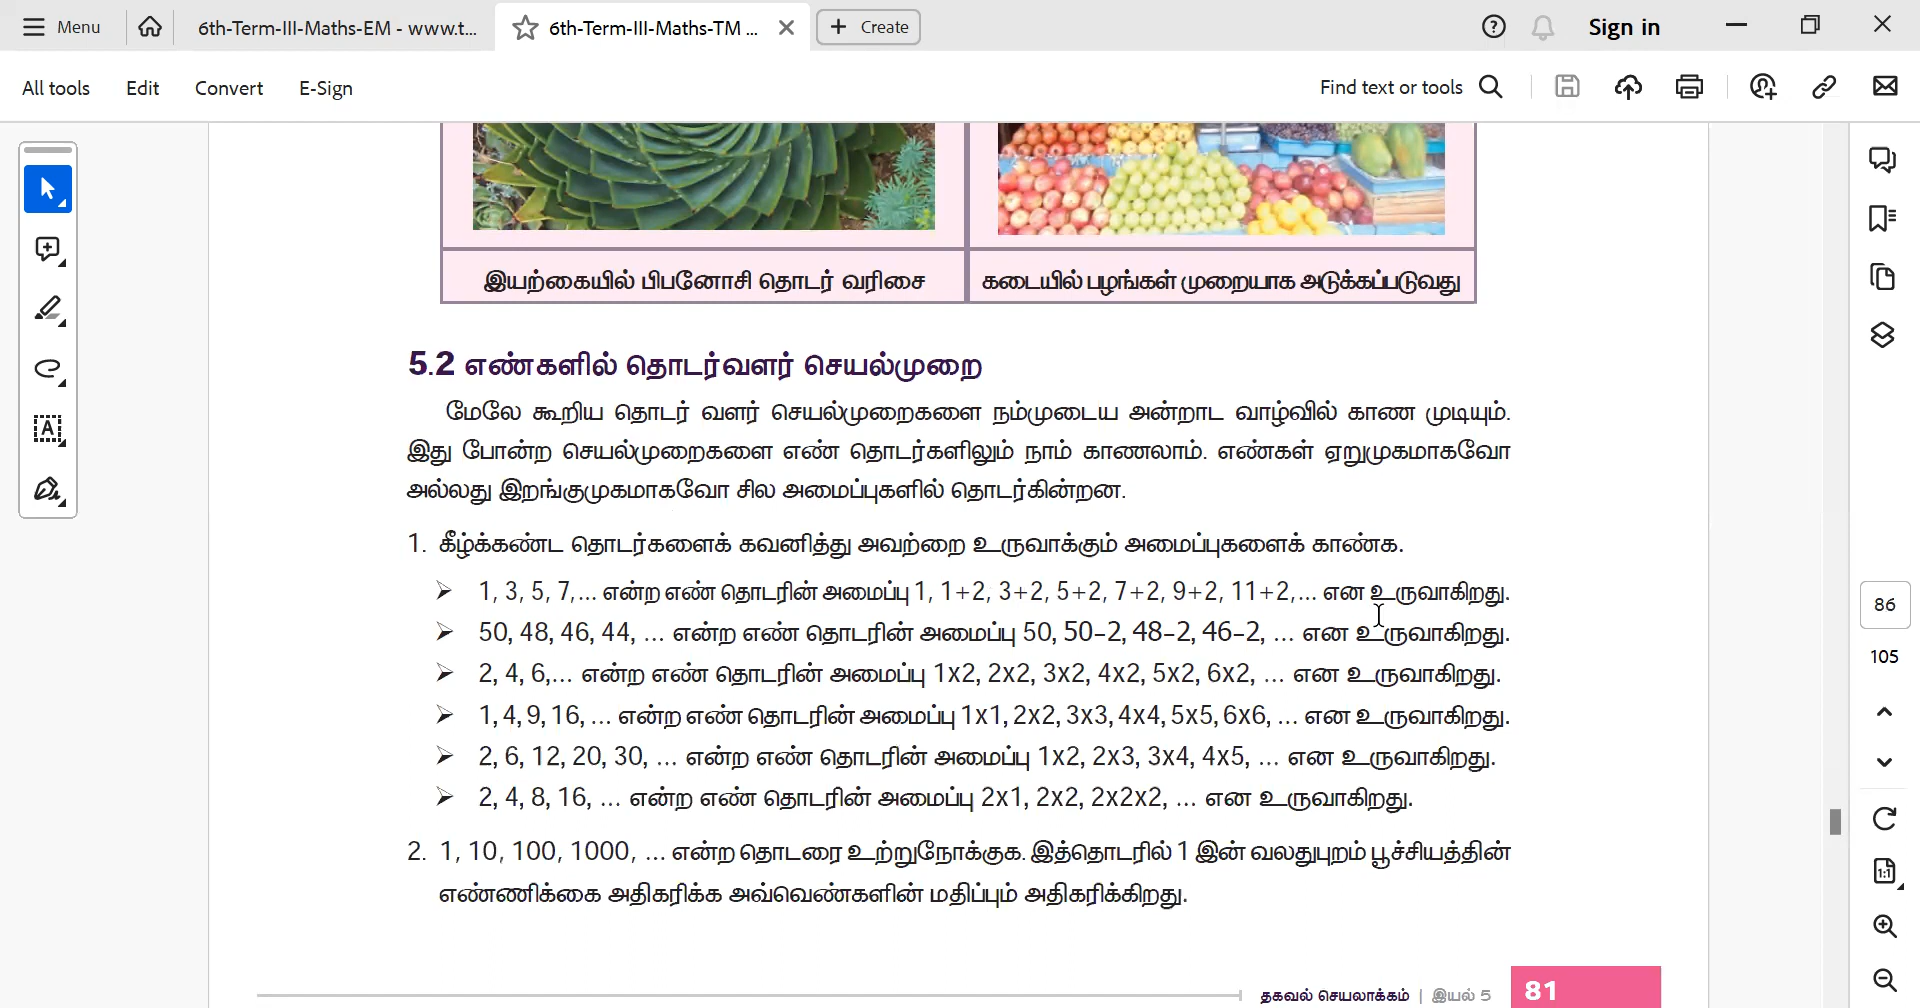 Menu
6th-Term-III-Maths-EM - www.t...
6th-Term-III-Maths-TM ...
Create
Sign in
All tools
Edit
Convert
E-Sign
Find text or tools
இயற்கையில் பிபனோசி தொடர் வரிசை
கடையில் பழங்கள் முறையாக அடுக்கப்படுவது
5.2 எண்களில் தொடர்வளர் செயல்முறை
மேலே கூறிய தொடர் வளர் செயல்முறைகளை நம்முடைய அன்றாட வாழ்வில் காண முடியும்.
இது போன்ற செயல்முறைகளை எண் தொடர்களிலும் நாம் காணலாம். எண்கள் ஏறுமுகமாகவோ
அல்லது இறங்குமுகமாகவோ சில அமைப்புகளில் தொடர்கின்றன.
1. கீழ்க்கண்ட தொடர்களைக் கவனித்து அவற்றை உருவாக்கும் அமைப்புகளைக் காண்க.
➢ 1, 3, 5, 7,... என்ற எண் தொடரின் அமைப்பு 1, 1+2, 3+2, 5+2, 7+2, 9+2, 11+2,... என உருவாகிறது.
➢ 50, 48, 46, 44, ... என்ற எண் தொடரின் அமைப்பு 50, 50-2, 48-2, 46-2, ... என உருவாகிறது.
➢ 2, 4, 6,... என்ற எண் தொடரின் அமைப்பு 1x2, 2x2, 3x2, 4x2, 5x2, 6x2, ... என உருவாகிறது.
➢ 1, 4, 9, 16, ... என்ற எண் தொடரின் அமைப்பு 1x1, 2x2, 3x3, 4x4, 5x5, 6x6, ... என உருவாகிறது.
➢ 2, 6, 12, 20, 30, ... என்ற எண் தொடரின் அமைப்பு 1x2, 2x3, 3x4, 4x5, ... என உருவாகிறது.
➢ 2, 4, 8, 16, ... என்ற எண் தொடரின் அமைப்பு 2x1, 2x2, 2x2x2, ... என உருவாகிறது.
2. 1, 10, 100, 1000, ... என்ற தொடரை உற்றுநோக்குக. இத்தொடரில் 1 இன் வலதுபுறம் பூச்சியத்தின்
எண்ணிக்கை அதிகரிக்க அவ்வெண்களின் மதிப்பும் அதிகரிக்கிறது.
தகவல் செயலாக்கம் | இயல் 5 81
86
105
1:1